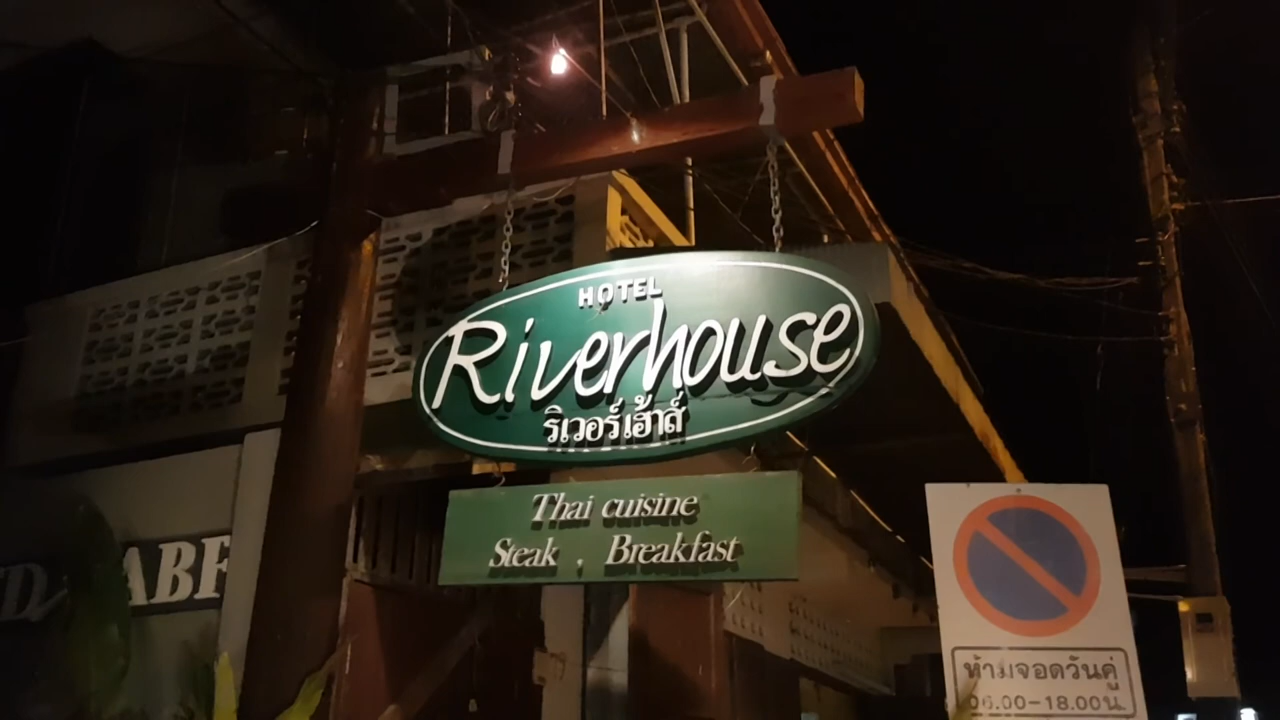 HOTEL
Riverhouse
ริเวอร์เฮ้าส์
Thai cuisine
Steak , Breakfast
ห้ามจอดวันคู่
06.00-18.00น.